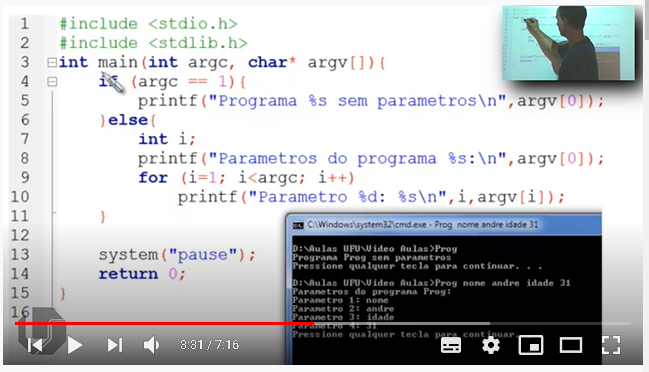 1 #include <stdio.h>
2 #include <stdlib.h>
3 int main(int argc, char* argv[]){
4 if (argc == 1){
5 printf("Programa %s sem parametros\n",argv[0]);
6 }else{
7 int i;
8 printf("Parametros do programa %s:\n",argv[0]);
9 for (i=1; i<argc; i++)
10 printf("Parametro %d: %s\n",i,argv[i]);
11 }
12
13 system("pause");
14 return 0;
15 }
16
C:\Windows\system32\cmd.exe - Prog nome andre idade 31
D:\Aulas UFU\Video Aulas>Prog
Programa Prog sem parametros
Pressione qualquer tecla para continuar. . .
D:\Aulas UFU\Video Aulas>Prog nome andre idade 31
Parametros do programa Prog:
Parametro 1: nome
Parametro 2: andre
Parametro 3: idade
Parametro 4: 31
Pressione qualquer tecla para continuar. . .
3:31 / 7:16